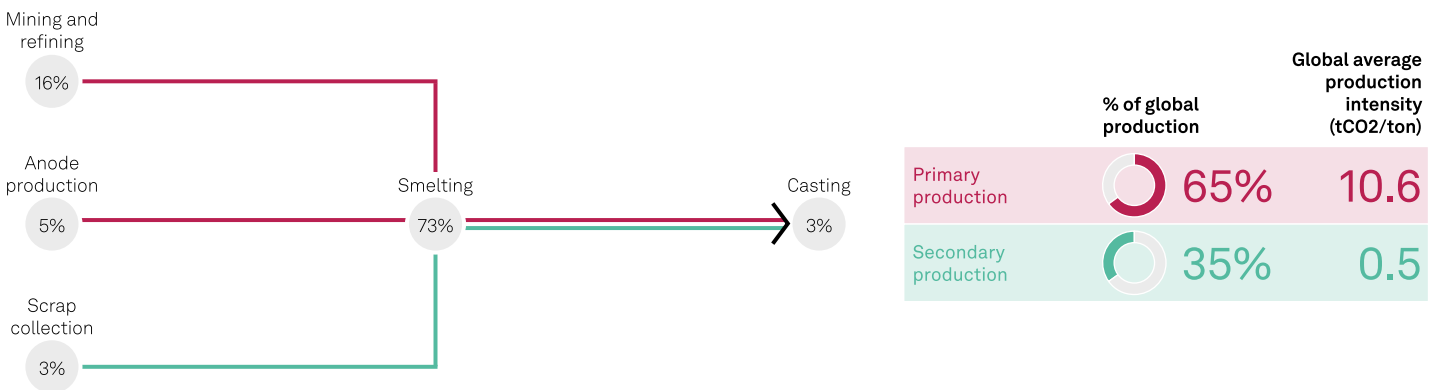 Mining and
refining
16%
Anode
production
5%
Scrap
collection
3%
Smelting
73%
Casting
3%
% of global
production
Global average
production
intensity
(tCO2/ton)
Primary
production
65%
10.6
Secondary
production
35%
0.5